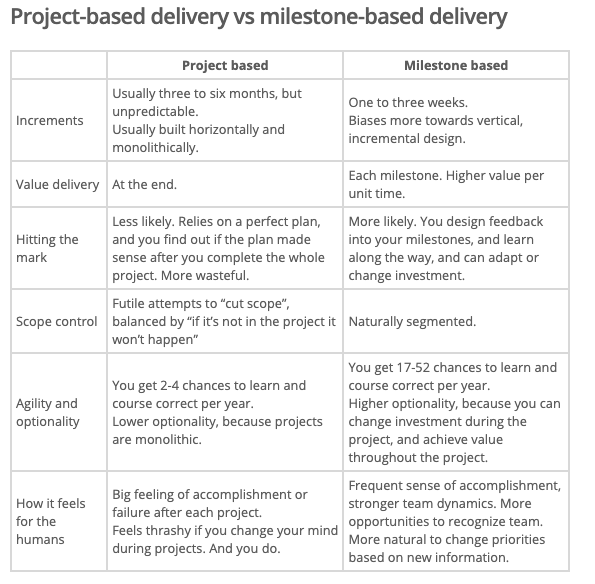 Project-based delivery vs milestone-based delivery
Project based
Milestone based
Increments
Usually three to six months, but
unpredictable.
Usually built horizontally and
monolithically.
One to three weeks.
Biases more towards vertical,
incremental design.
Value delivery
At the end.
Each milestone. Higher value per
unit time.
Hitting the
mark
Less likely. Relies on a perfect plan,
and you find out if the plan made
sense after you complete the whole
project. More wasteful.
More likely. You design feedback
into your milestones, and learn
along the way, and can adapt or
change investment.
Scope control
Futile attempts to “cut scope”,
balanced by “if it’s not in the project it
won’t happen”
Naturally segmented.
Agility and
optionality
You get 2-4 chances to learn and
course correct per year.
Lower optionality, because projects
are monolithic.
You get 17-52 chances to learn and
course correct per year.
Higher optionality, because you can
change investment during the
project, and achieve value
throughout the project.
How it feels
for the
humans
Big feeling of accomplishment or
failure after each project.
Feels thrashy if you change your mind
during projects. And you do.
Frequent sense of accomplishment,
stronger team dynamics. More
opportunities to recognize team.
More natural to change priorities
based on new information.